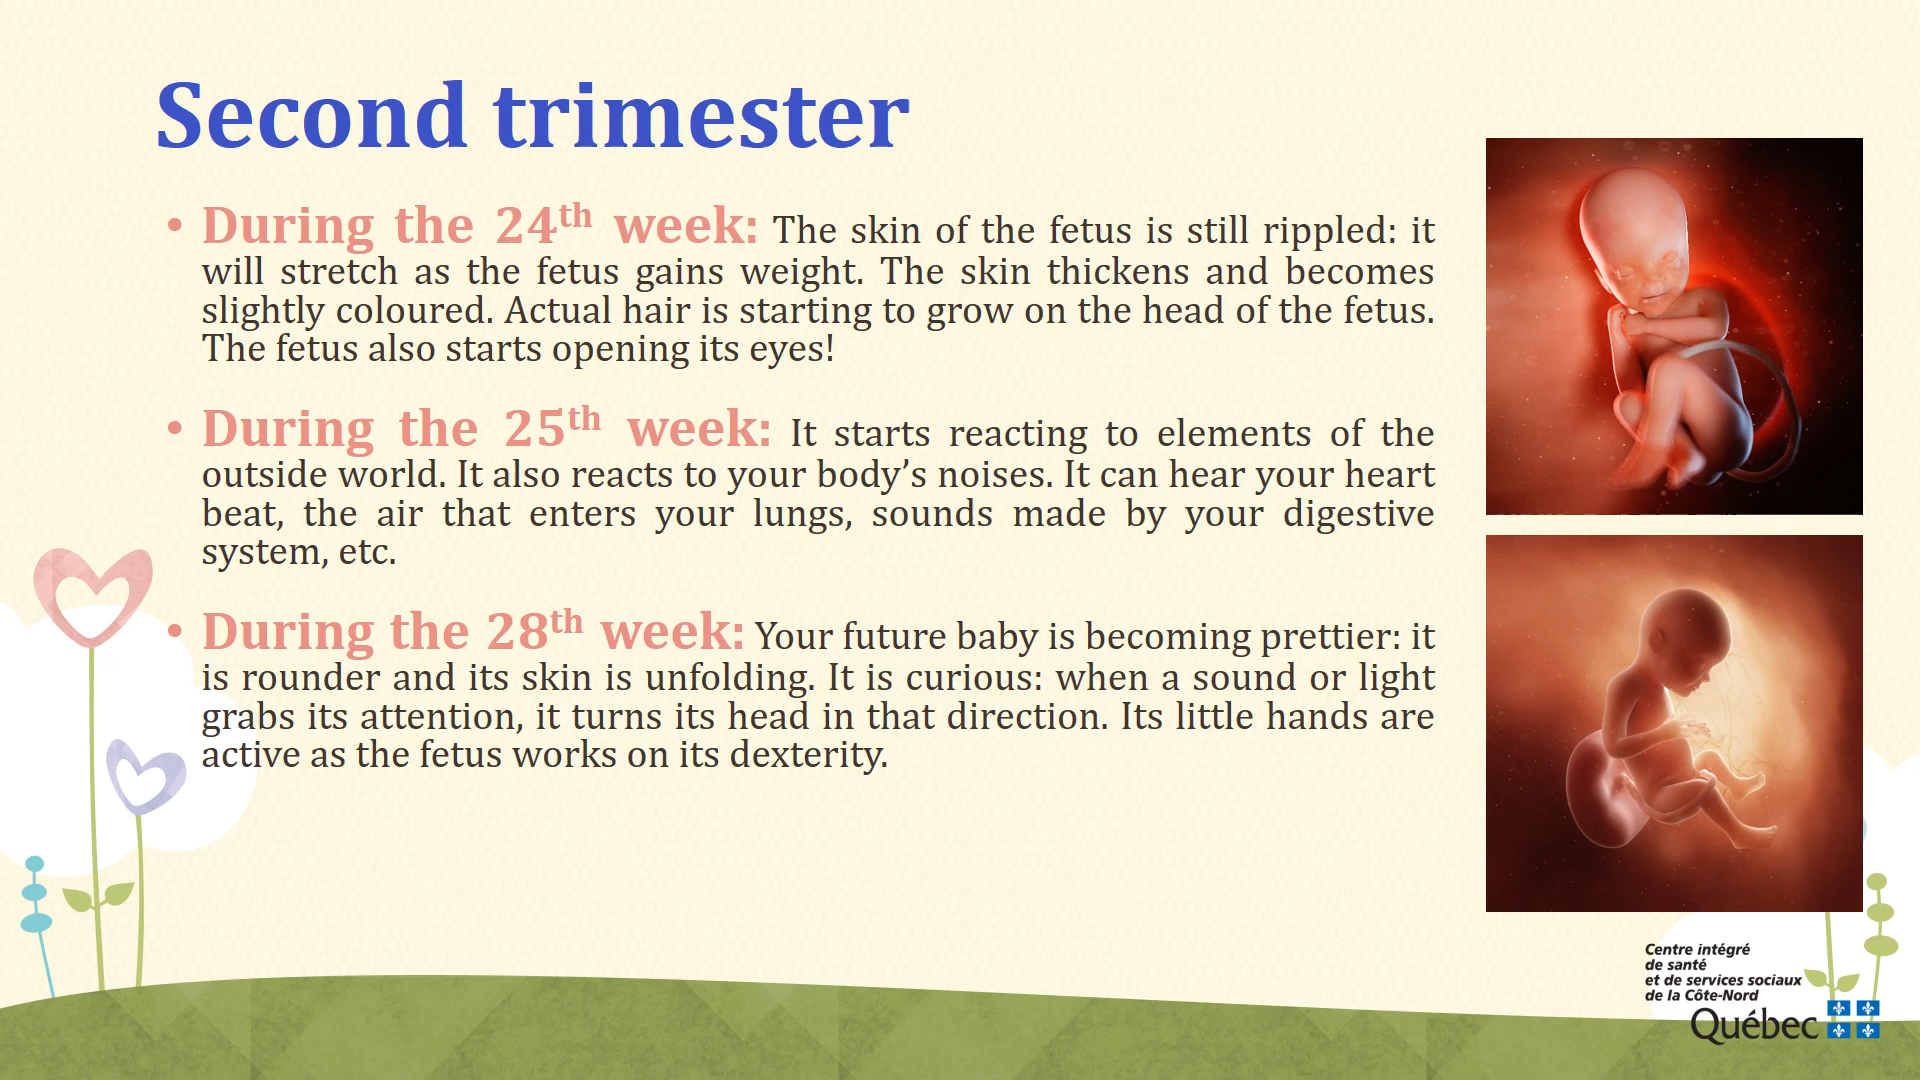 Second trimester
• During the 24th week: The skin of the fetus is still rippled: it
will stretch as the fetus gains weight. The skin thickens and becomes
slightly coloured. Actual hair is starting to grow on the head of the fetus.
The fetus also starts opening its eyes!
• During the 25th week: It starts reacting to elements of the
outside world. It also reacts to your body’s noises. It can hear your heart
beat, the air that enters your lungs, sounds made by your digestive
system, etc.
• During the 28th week: Your future baby is becoming prettier: it
is rounder and its skin is unfolding. It is curious: when a sound or light
grabs its attention, it turns its head in that direction. Its little hands are
active as the fetus works on its dexterity.
Centre intégré
de santé
et de services sociaux
de la Côte-Nord
Québec